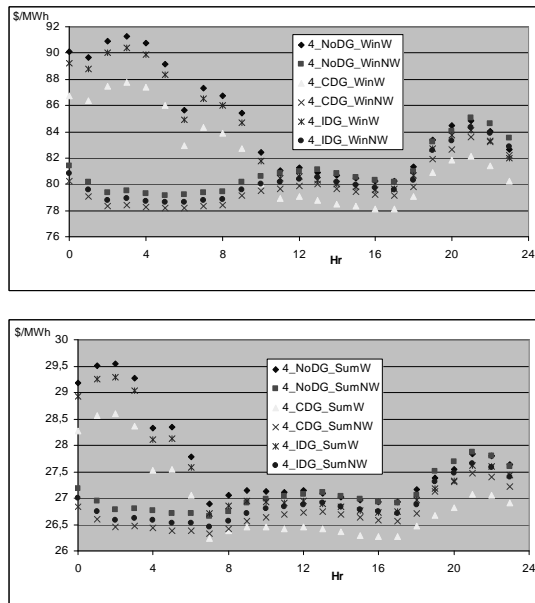 $/MWh
92
90
88
86
84
82
80
78
76
0 4 8 12 16 20 24
Hr
4_NoDG_WinW
4_NoDG_WinNW
4_CDG_WinW
4_CDG_WinNW
4_IDG_WinW
4_IDG_WinNW
$/MWh
30
29,5
29
28,5
28
27,5
27
26,5
26
0 4 8 12 16 20 24
Hr
4_NoDG_SumW
4_NoDG_SumNW
4_CDG_SumW
4_CDG_SumNW
4_IDG_SumW
4_IDG_SumNW